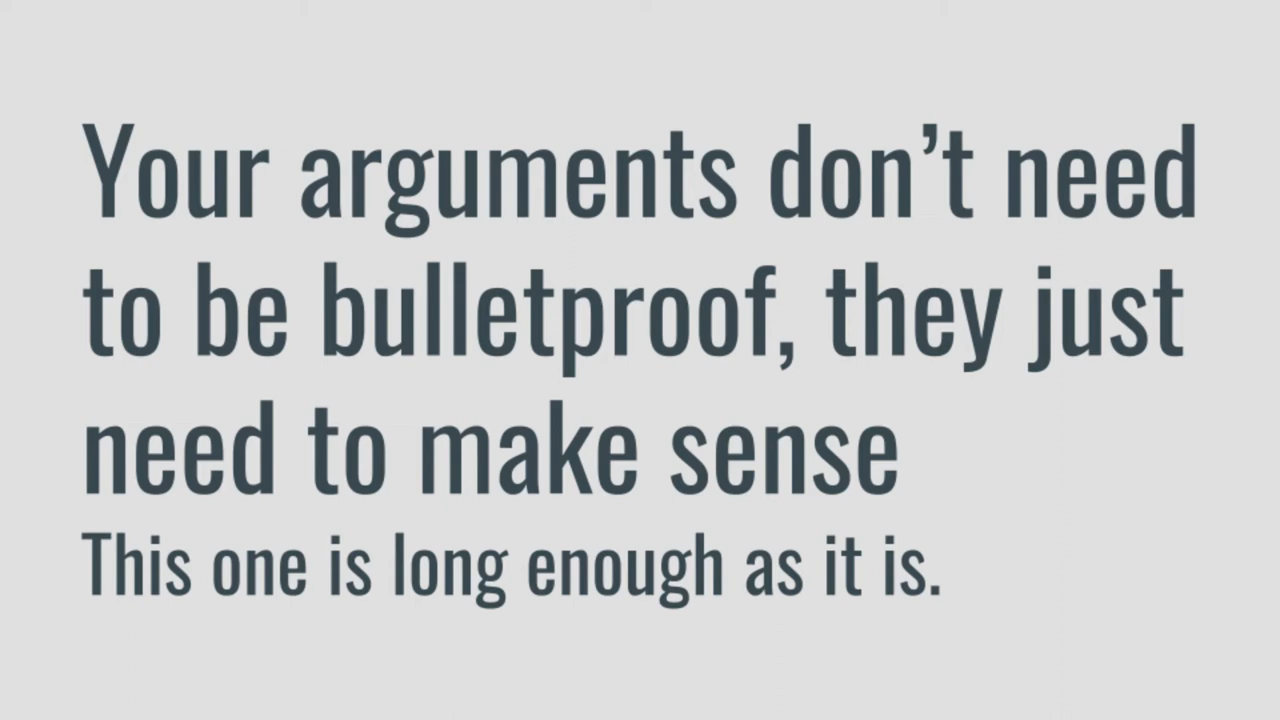 Your arguments don’t need
to be bulletproof, they just
need to make sense
This one is long enough as it is.